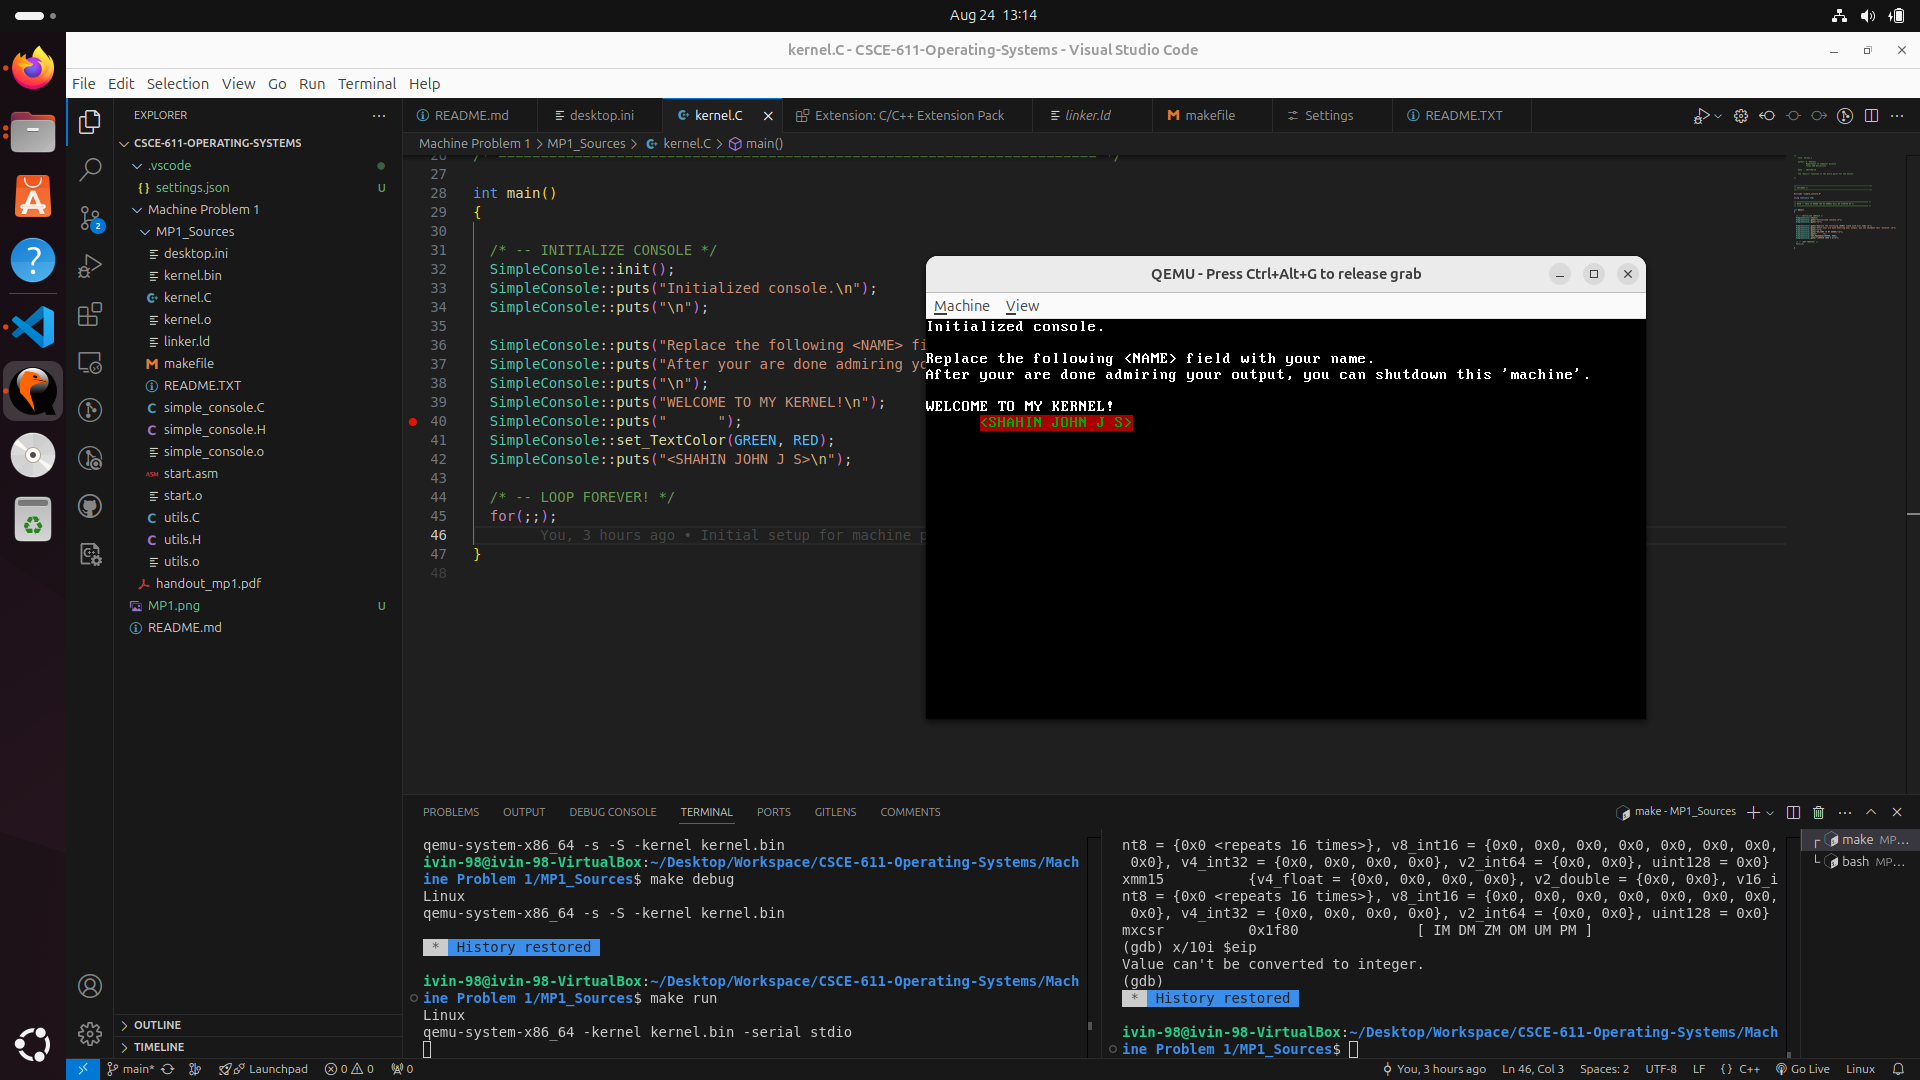 Aug 24 13:14
kernel.C - CSCE-611-Operating-Systems - Visual Studio Code
File Edit Selection View Go Run Terminal Help
EXPLORER
CSCE-611-OPERATING-SYSTEMS
.vscode
settings.json U
Machine Problem 1
MP1_Sources
desktop.ini
kernel.bin
kernel.C
kernel.o
linker.ld
makefile
README.TXT
simple_console.C
simple_console.H
simple_console.o
start.asm
start.o
utils.C
utils.H
utils.o
handout_mp1.pdf
MP1.png U
README.md
OUTLINE
TIMELINE
README.md desktop.ini kernel.C Extension: C/C++ Extension Pack linker.ld makefile Settings README.TXT
Machine Problem 1 > MP1_Sources > kernel.C > main()
27
28 int main()
29 {
30
31 /* -- INITIALIZE CONSOLE */
32 SimpleConsole::init();
33 SimpleConsole::puts("Initialized console.\n");
34 SimpleConsole::puts("\n");
35
36 SimpleConsole::puts("Replace the following <NAME> fi
37 SimpleConsole::puts("After your are done admiring yo
38 SimpleConsole::puts("\n");
39 SimpleConsole::puts("WELCOME TO MY KERNEL!\n");
40 SimpleConsole::puts("      ");
41 SimpleConsole::set_TextColor(GREEN, RED);
42 SimpleConsole::puts("<SHAHIN JOHN J S>\n");
43
44 /* -- LOOP FOREVER! */
45 for(;;);
46 You, 3 hours ago • Initial setup for machine p
47 }
48
QEMU - Press Ctrl+Alt+G to release grab
Machine View
Initialized console.
Replace the following <NAME> field with your name.
After your are done admiring your output, you can shutdown this 'machine'.
WELCOME TO MY KERNEL!
<SHAHIN JOHN J S>
PROBLEMS OUTPUT DEBUG CONSOLE TERMINAL PORTS GITLENS COMMENTS
make - MP1_Sources
qemu-system-x86_64 -s -S -kernel kernel.bin
ivin-98@ivin-98-VirtualBox:~/Desktop/Workspace/CSCE-611-Operating-Systems/Mach
ine Problem 1/MP1_Sources$ make debug
Linux
qemu-system-x86_64 -s -S -kernel kernel.bin
* History restored
ivin-98@ivin-98-VirtualBox:~/Desktop/Workspace/CSCE-611-Operating-Systems/Mach
ine Problem 1/MP1_Sources$ make run
Linux
qemu-system-x86_64 -kernel kernel.bin -serial stdio
nt8 = {0x0 <repeats 16 times>}, v8_int16 = {0x0, 0x0, 0x0, 0x0, 0x0, 0x0, 0x0,
0x0}, v4_int32 = {0x0, 0x0, 0x0, 0x0}, v2_int64 = {0x0, 0x0}, uint128 = 0x0}
xmm15 {v4_float = {0x0, 0x0, 0x0, 0x0}, v2_double = {0x0, 0x0}, v16_i
nt8 = {0x0 <repeats 16 times>}, v8_int16 = {0x0, 0x0, 0x0, 0x0, 0x0, 0x0, 0x0,
0x0}, v4_int32 = {0x0, 0x0, 0x0, 0x0}, v2_int64 = {0x0, 0x0}, uint128 = 0x0}
mxcsr 0x1f80 [ IM DM ZM OM UM PM ]
(gdb) x/10i $eip
Value can't be converted to integer.
(gdb)
* History restored
ivin-98@ivin-98-VirtualBox:~/Desktop/Workspace/CSCE-611-Operating-Systems/Mach
ine Problem 1/MP1_Sources$
make MP...
bash MP...
main* Launchpad 0 0 0
You, 3 hours ago Ln 46, Col 3 Spaces: 2 UTF-8 LF {} C++ Go Live Linux